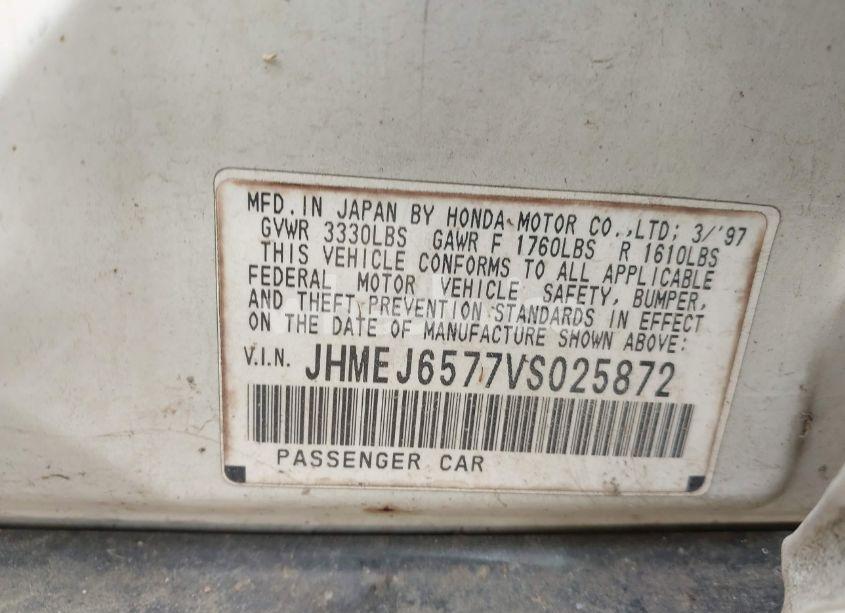 MFD. IN JAPAN BY HONDA MOTOR CO.,LTD; 3/'97
GVWR 3330LBS GAWR F 1760LBS R 1610LBS
THIS VEHICLE CONFORMS TO ALL APPLICABLE
FEDERAL MOTOR VEHICLE SAFETY, BUMPER,
AND THEFT PREVENTION STANDARDS IN EFFECT
ON THE DATE OF MANUFACTURE SHOWN ABOVE:
V.I.N. JHMEJ6577VS025872
PASSENGER CAR